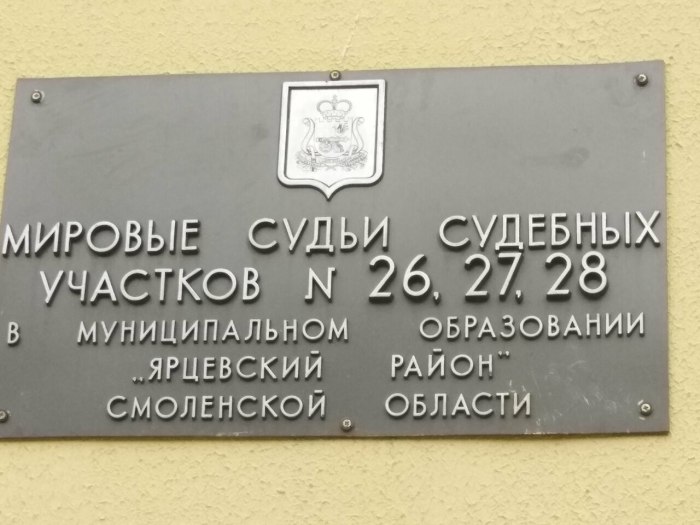 МИРОВЫЕ СУДЬИ СУДЕБНЫХ
УЧАСТКОВ N 26, 27, 28
В МУНИЦИПАЛЬНОМ ОБРАЗОВАНИИ
„ЯРЦЕВСКИЙ РАЙОН"
СМОЛЕНСКОЙ ОБЛАСТИ